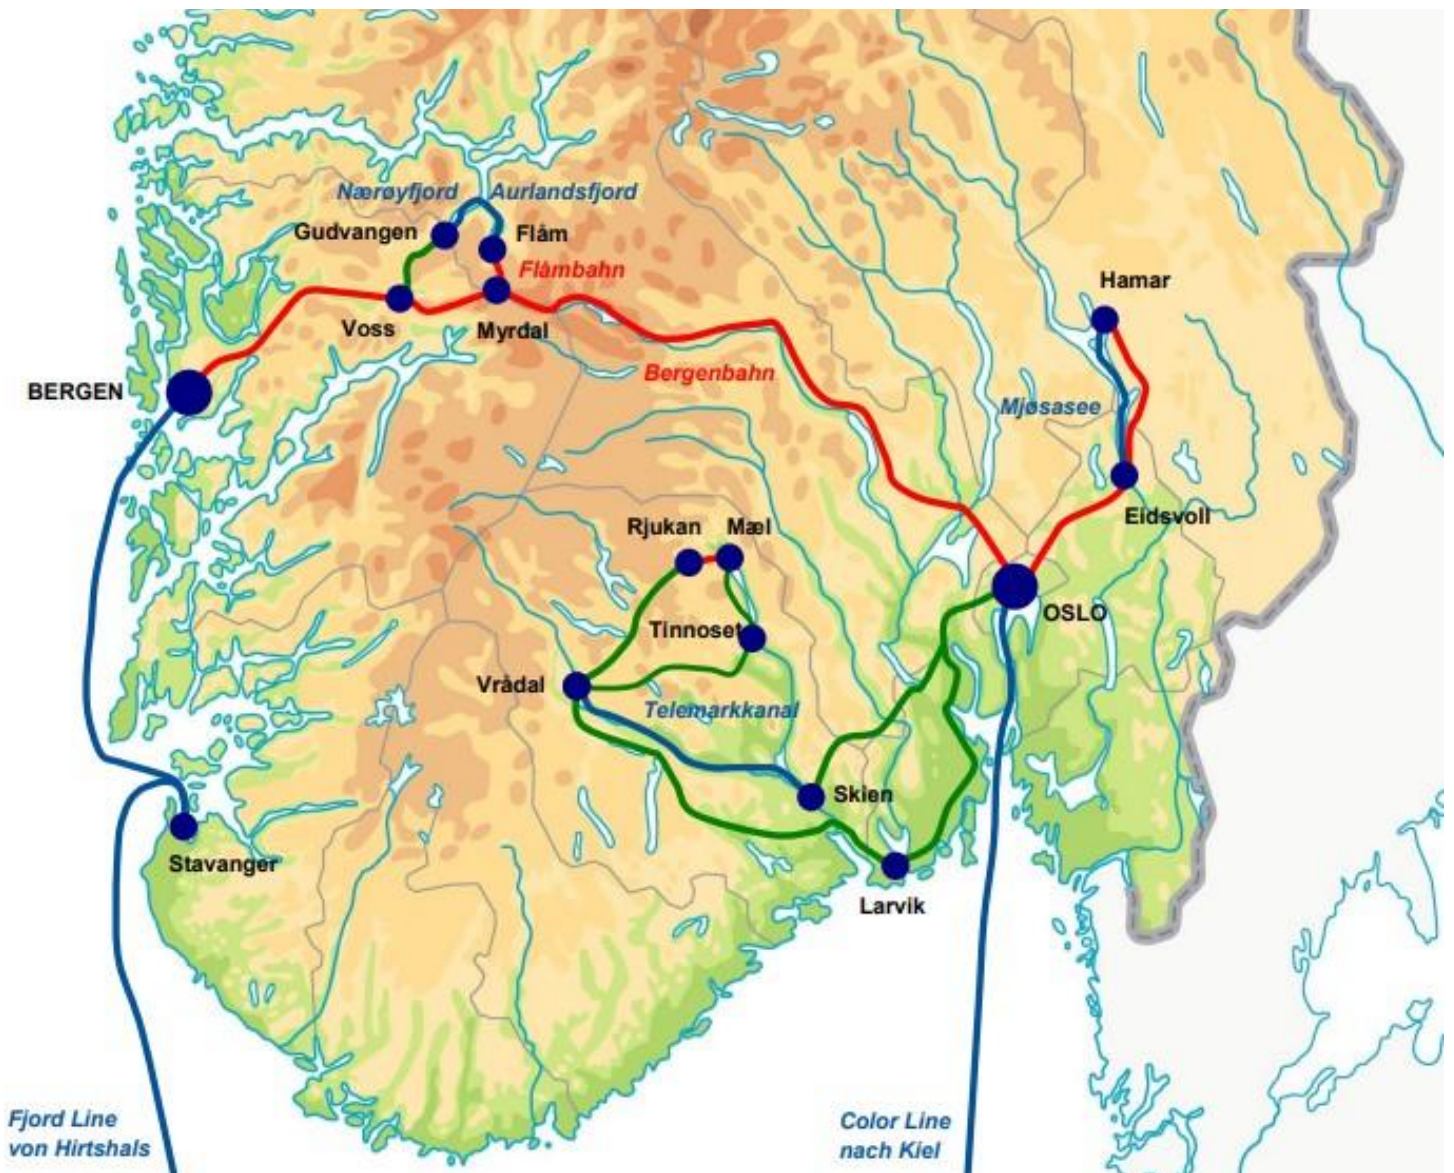 Nærøyfjord
Aurlandsfjord
Gudvangen
Flåm
Flåmbahn
Hamar
Voss
Myrdal
Bergenbahn
BERGEN
Mjøsasee
Eidsvoll
Rjukan
Mæl
OSLO
Tinnoset
Vrådal
Telemarkkanal
Skien
Stavanger
Larvik
Fjord Line
von Hirtshals
Color Line
nach Kiel